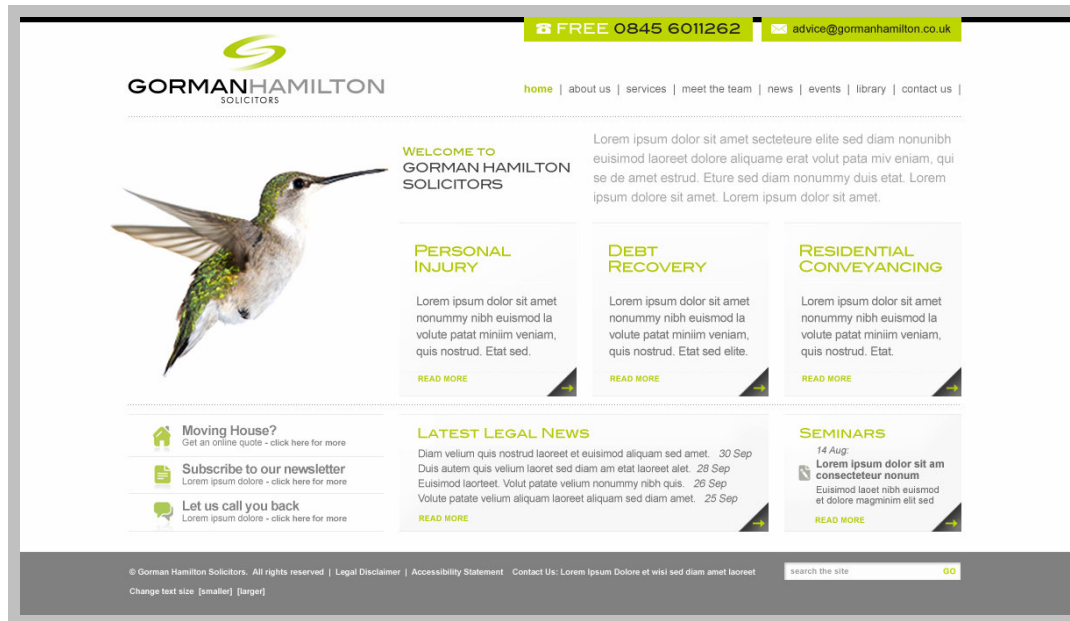 FREE 0845 6011262
advice@gormanhamilton.co.uk
GORMANHAMILTON
SOLICITORS
home | about us | services | meet the team | news | events | library | contact us |
WELCOME TO
GORMAN HAMILTON
SOLICITORS
Lorem ipsum dolor sit amet secteteure elite sed diam nonunibh
euisimod laoreet dolore aliquame erat volut pata miv eniam, qui
se de amet estrud. Eture sed diam nonummy duis etat. Lorem
ipsum dolore sit amet. Lorem ipsum dolor sit amet.
PERSONAL
INJURY
Lorem ipsum dolor sit amet
nonummy nibh euismod la
volute patat miniim veniam,
quis nostrud. Etat sed.
READ MORE
DEBT
RECOVERY
Lorem ipsum dolor sit amet
nonummy nibh euismod la
volute patat miniim veniam,
quis nostrud. Etat sed elite.
READ MORE
RESIDENTIAL
CONVEYANCING
Lorem ipsum dolor sit amet
nonummy nibh euismod la
volute patat miniim veniam,
quis nostrud. Etat.
READ MORE
Moving House?
Get an online quote - click here for more
Subscribe to our newsletter
Lorem ipsum dolore - click here for more
Let us call you back
Lorem ipsum dolore - click here for more
LATEST LEGAL NEWS
Diam velium quis nostrud laoreet et euisimod aliquam sed amet. 30 Sep
Duis autem quis velium laoret sed diam am etat laoreet alet. 28 Sep
Euisimod laorteet. Volut patate velium nonummy nibh quis. 26 Sep
Volute patate velium aliquam laoreet aliquam sed diam amet. 25 Sep
READ MORE
SEMINARS
14 Aug:
Lorem ipsum dolor sit am
consecteteur nonum
Euisimod laoet nibh euismod
et dolore magminim elit sed
READ MORE
© Gorman Hamilton Solicitors. All rights reserved | Legal Disclaimer | Accessibility Statement Contact Us: Lorem Ipsum Dolore et wisi sed diam amet laoreet
search the site GO
Change text size [smaller] [larger]